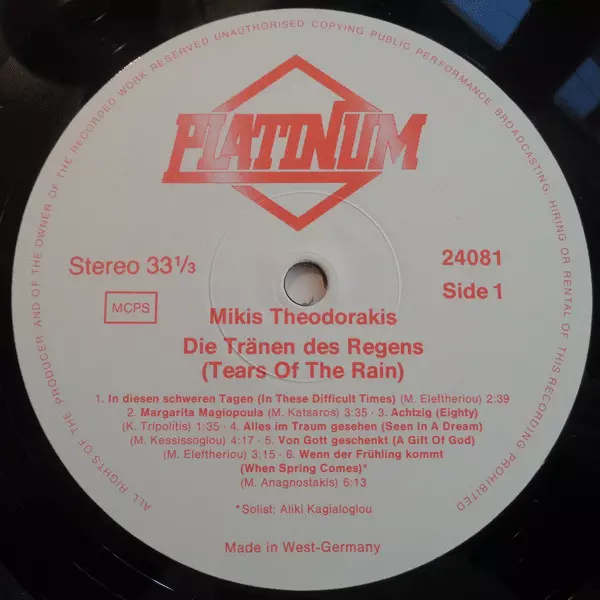 ALL RIGHTS OF THE PRODUCER AND OF THE OWNER OF THE RECORDED WORK RESERVED UNAUTHORISED COPYING PUBLIC PERFORMANCE BROADCASTING, HIRING OR RENTAL OF THIS RECORDING PROHIBITED
PLATINUM
Stereo 33⅓
24081
MCPS
Side 1
Mikis Theodorakis
Die Tränen des Regens
(Tears Of The Rain)
1. In diesen schweren Tagen (In These Difficult Times) (M. Eleftheriou) 2:39
2. Margarita Magiopoula (M. Katsaros) 3:35 · 3. Achtzig (Eighty)
(K. Tripolitis) 1:35 · 4. Alles im Traum gesehen (Seen In A Dream)
(M. Kessissoglou) 4:17 · 5. Von Gott geschenkt (A Gift Of God)
(M. Eleftheriou) 3:15 · 6. Wenn der Frühling kommt
(When Spring Comes)*
(M. Anagnostakis) 6:13
*Solist: Aliki Kagialoglou
Made in West-Germany